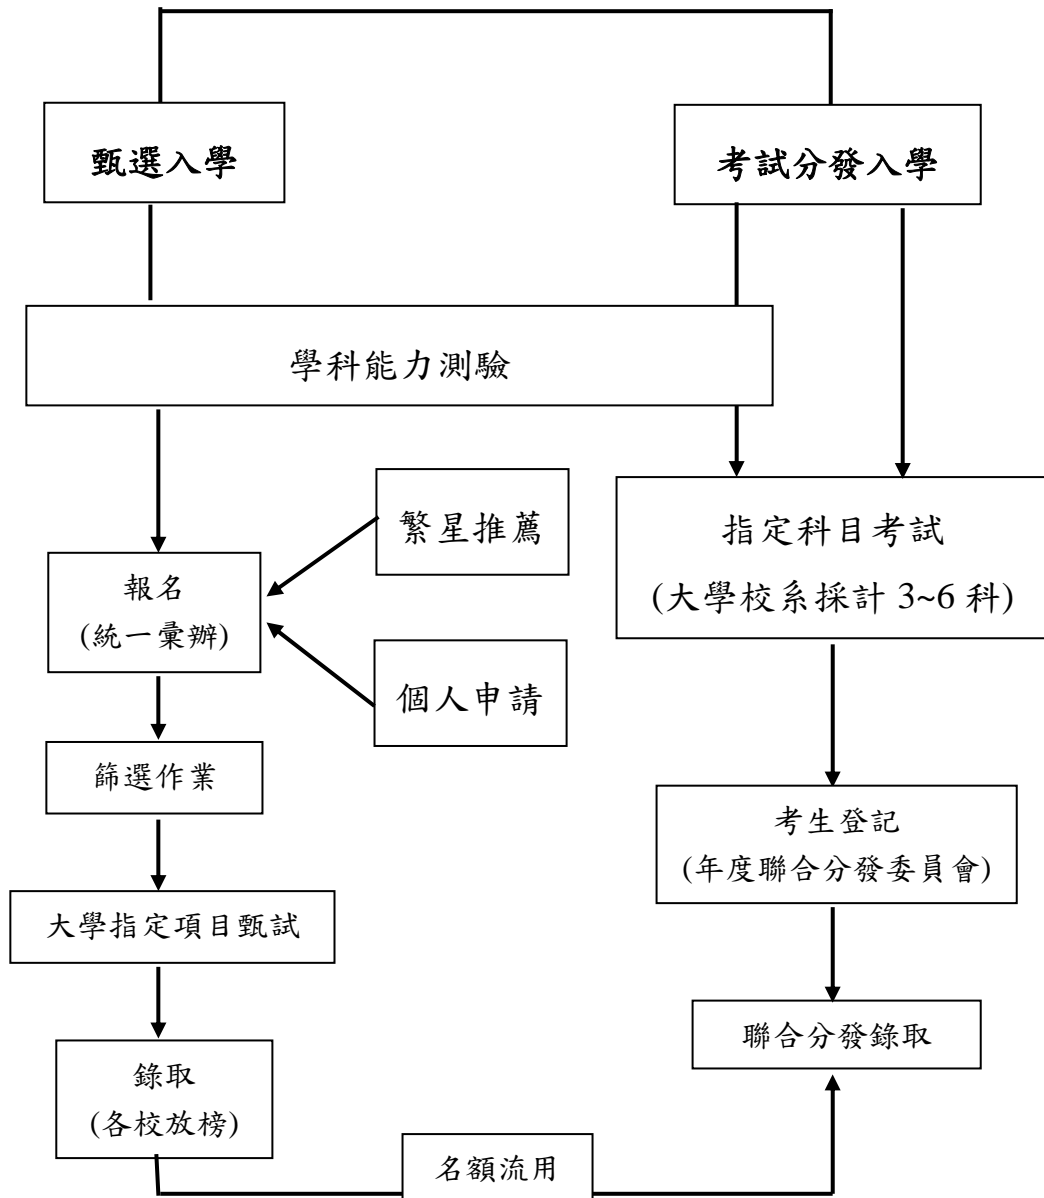 甄選入學
考試分發入學
學科能力測驗
繁星推薦
指定科目考試
(大學校系採計 3~6 科)
報名
(統一彙辦)
個人申請
篩選作業
考生登記
(年度聯合分發委員會)
大學指定項目甄試
聯合分發錄取
錄取
(各校放榜)
名額流用